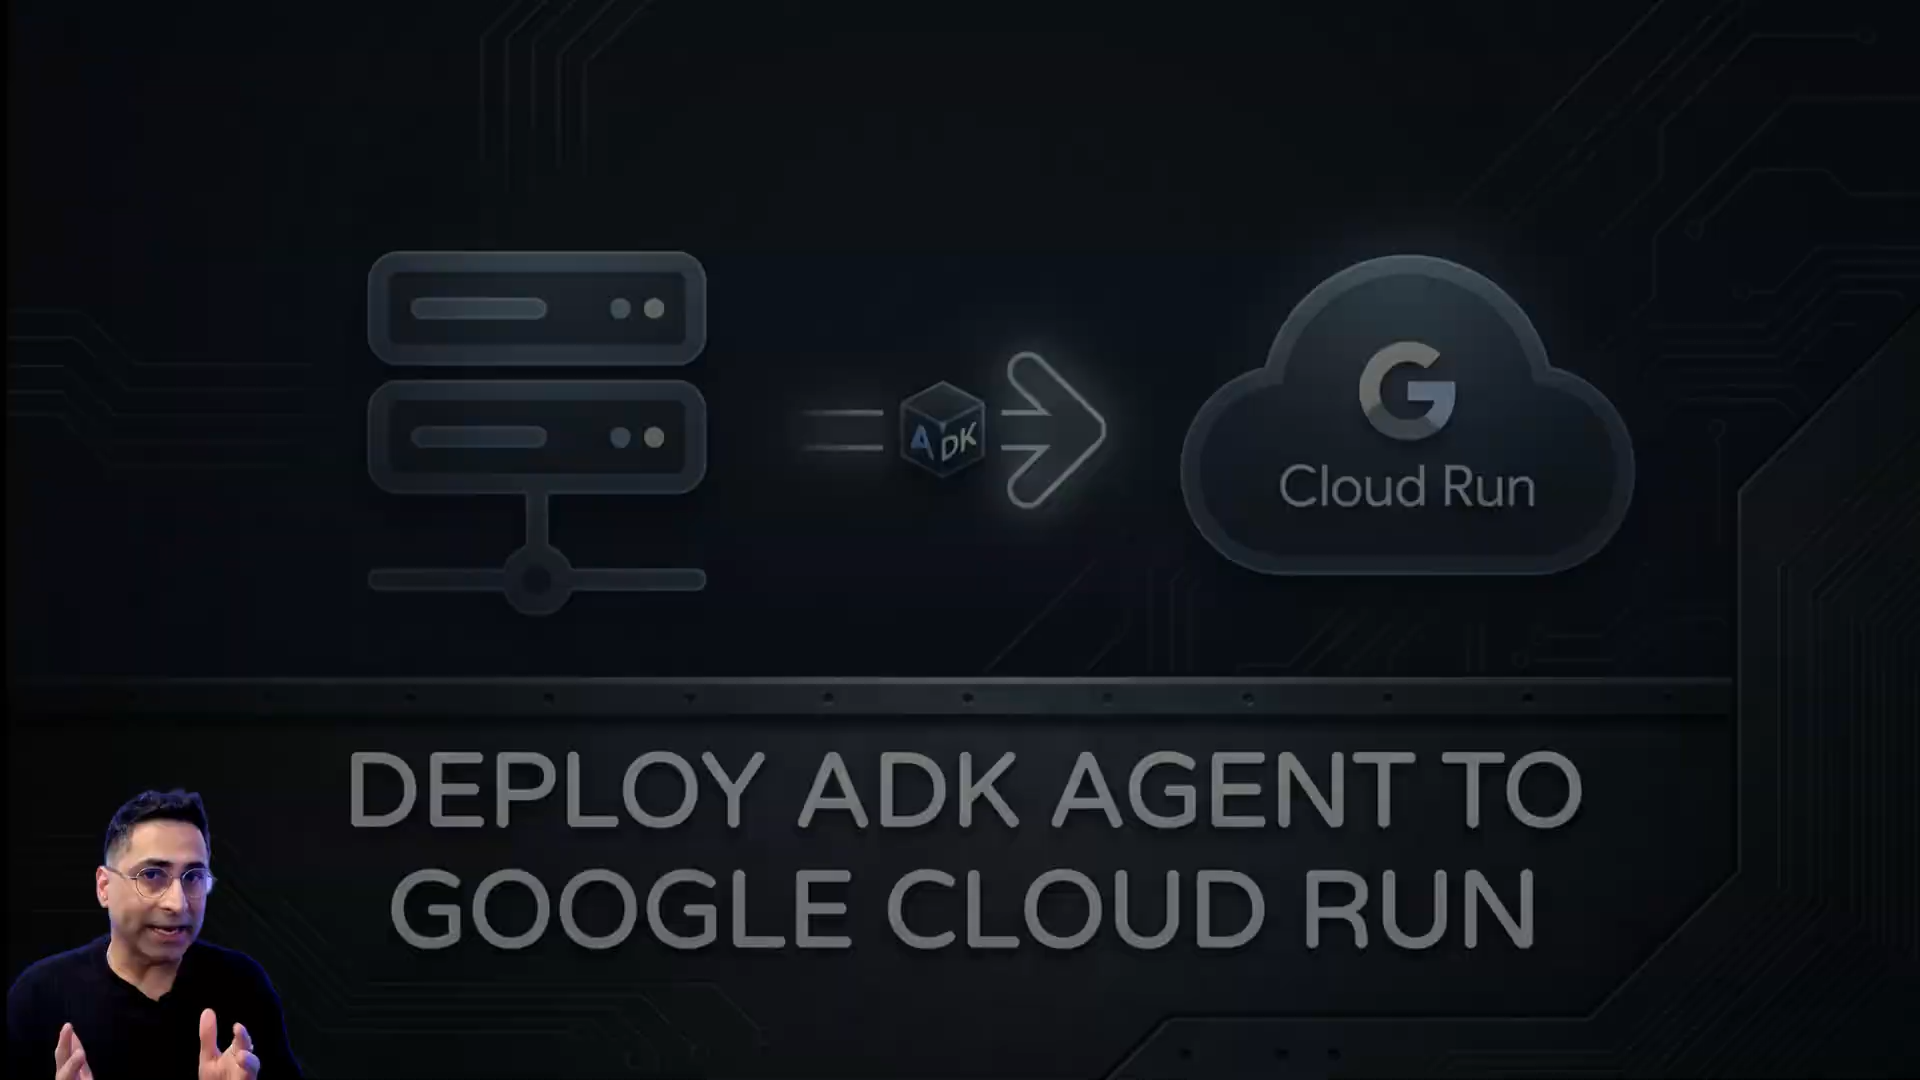 ADK
G
Cloud Run
DEPLOY ADK AGENT TO
GOOGLE CLOUD RUN